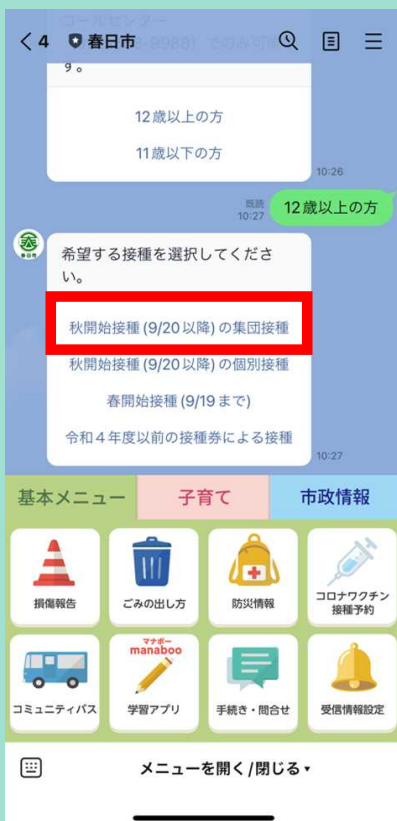 コールセンター
4 春日市
す。
12歳以上の方
11歳以下の方
10:26
既読
10:27
12歳以上の方
希望する接種を選択してくださ
い。
秋開始接種 (9/20以降) の集団接種
秋開始接種 (9/20以降) の個別接種
春開始接種 (9/19まで)
令和４年度以前の接種券による接種
10:27
基本メニュー 子育て 市政情報
損傷報告 ごみの出し方 防災情報 コロナワクチン
接種予約
マナボー
manaboo
コミュニティバス 学習アプリ 手続き・問合せ 受信情報設定
メニューを開く/閉じる▾